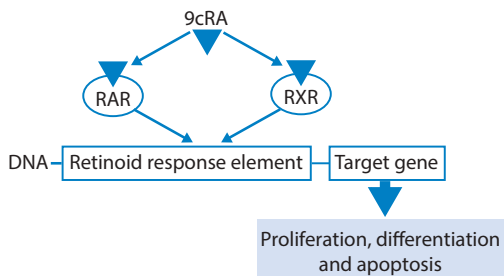 9cRA
RAR
RXR
DNA
Retinoid response element
Target gene
Proliferation, differentiation
and apoptosis